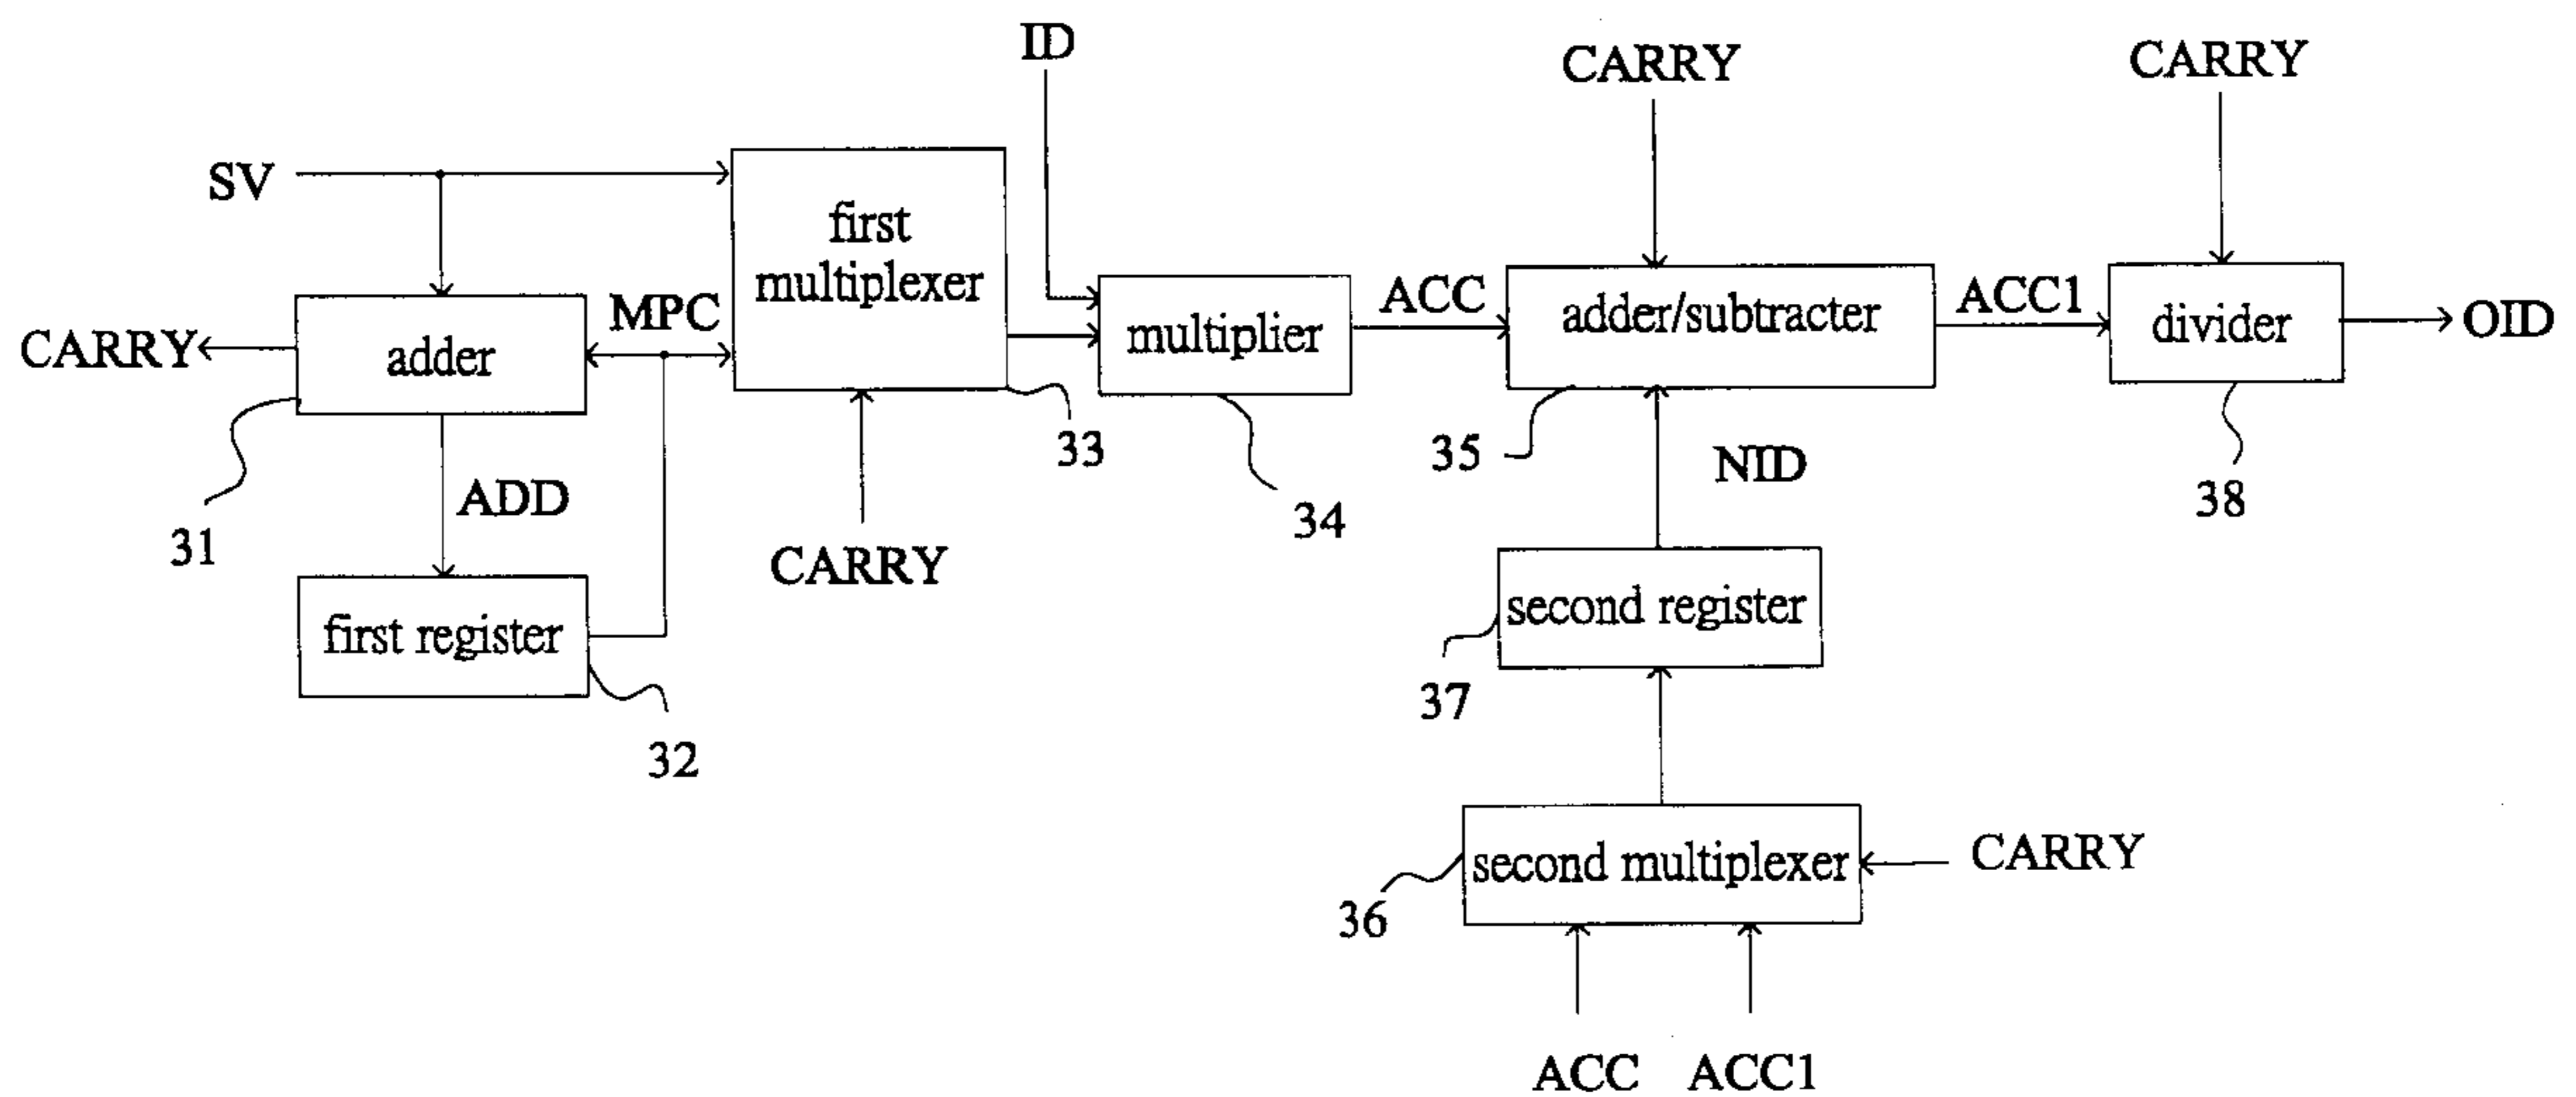 ID
CARRY
CARRY
SV
first
multiplexer
MPC
ACC
adder/subtracter
ACC1
divider
OID
CARRY
adder
multiplier
33
35
NID
38
ADD
34
31
CARRY
first register
second register
37
32
second multiplexer
CARRY
36
ACC
ACC1